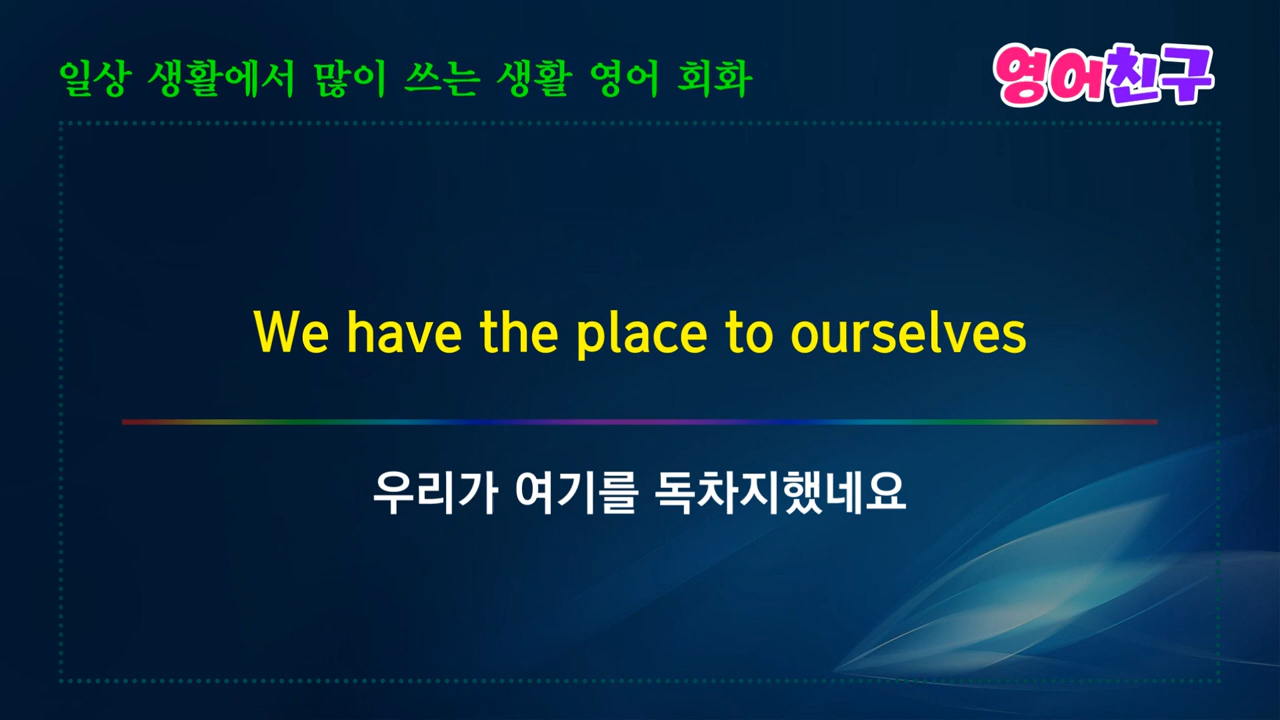 일상 생활에서 많이 쓰는 생활 영어 회화
영어친구
We have the place to ourselves
우리가 여기를 독차지했네요